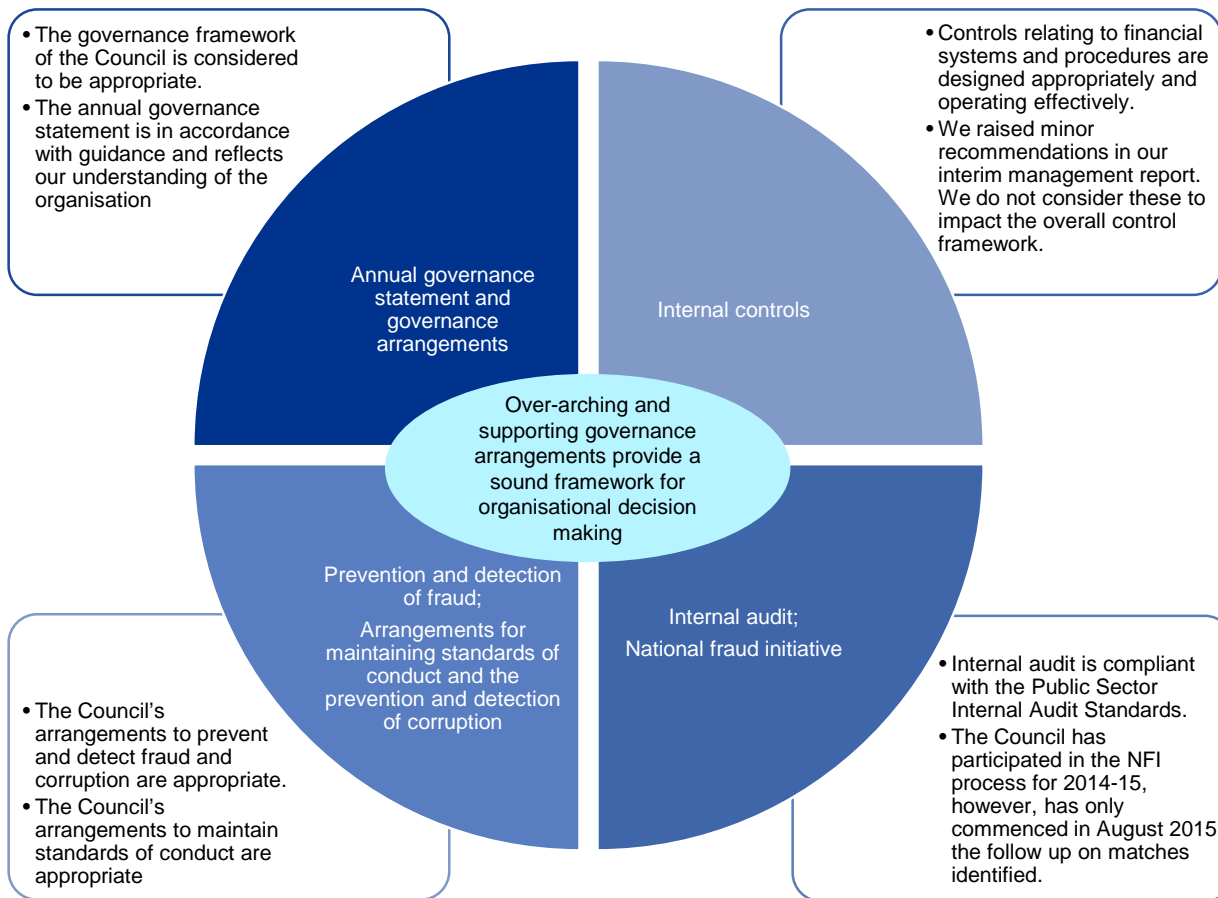 • The governance framework
of the Council is considered
to be appropriate.
• The annual governance
statement is in accordance
with guidance and reflects
our understanding of the
organisation
• Controls relating to financial
systems and procedures are
designed appropriately and
operating effectively.
• We raised minor
recommendations in our
interim management report.
We do not consider these to
impact the overall control
framework.
Annual governance
statement and
governance
arrangements
Internal controls
Over-arching and
supporting governance
arrangements provide a
sound framework for
organisational decision
making
Prevention and detection
of fraud;
Arrangements for
maintaining standards of
conduct and the
prevention and detection
of corruption
Internal audit;
National fraud initiative
• The Council's
arrangements to prevent
and detect fraud and
corruption are appropriate.
• The Council's
arrangements to maintain
standards of conduct are
appropriate
• Internal audit is compliant
with the Public Sector
Internal Audit Standards.
• The Council has
participated in the NFI
process for 2014-15,
however, has only
commenced in August 2015
the follow up on matches
identified.